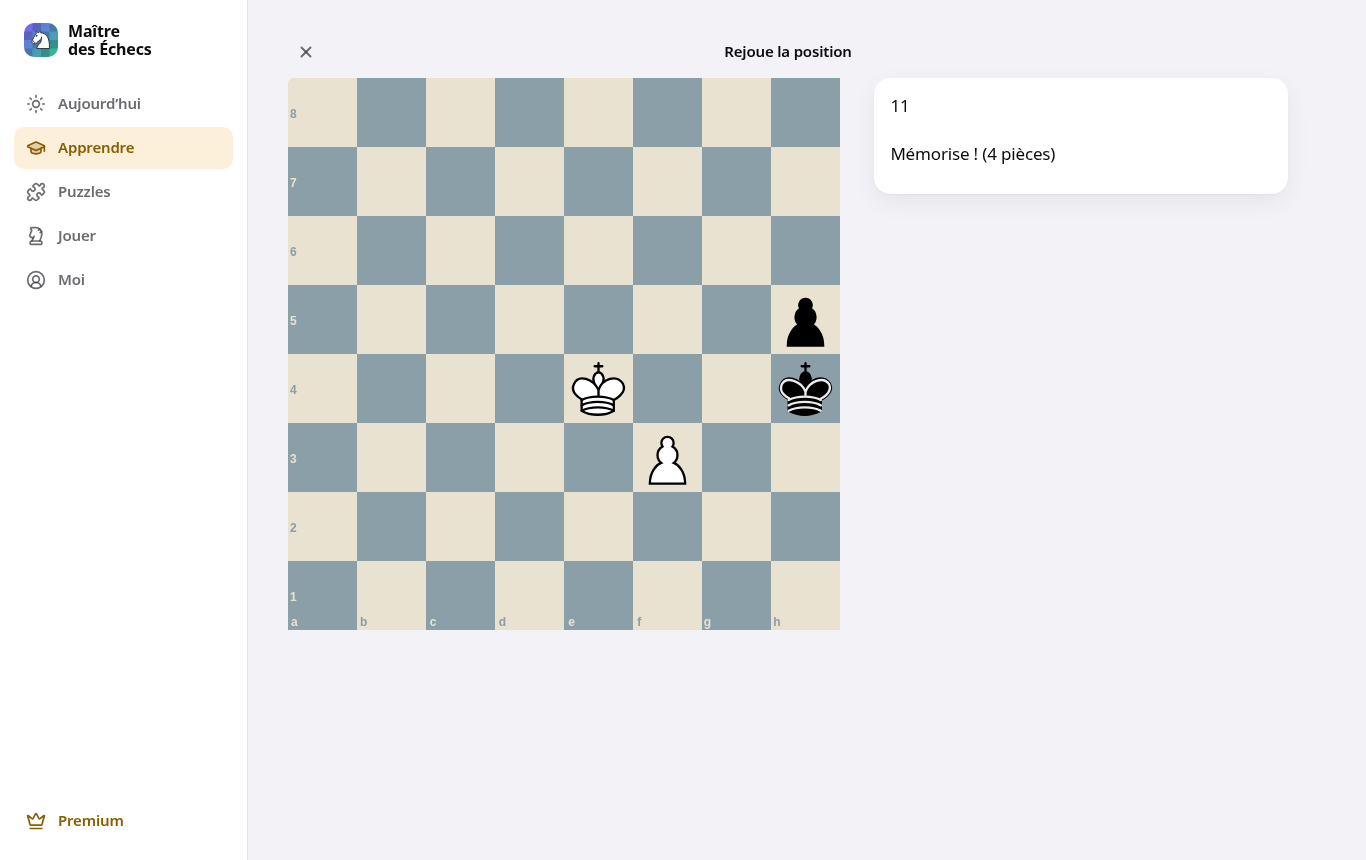 Maître
des Échecs
Aujourd’hui
Apprendre
Puzzles
Jouer
Moi
Premium
Rejoue la position
8
7
6
5
4
3
2
1
a b c d e f g h
11
Mémorise ! (4 pièces)